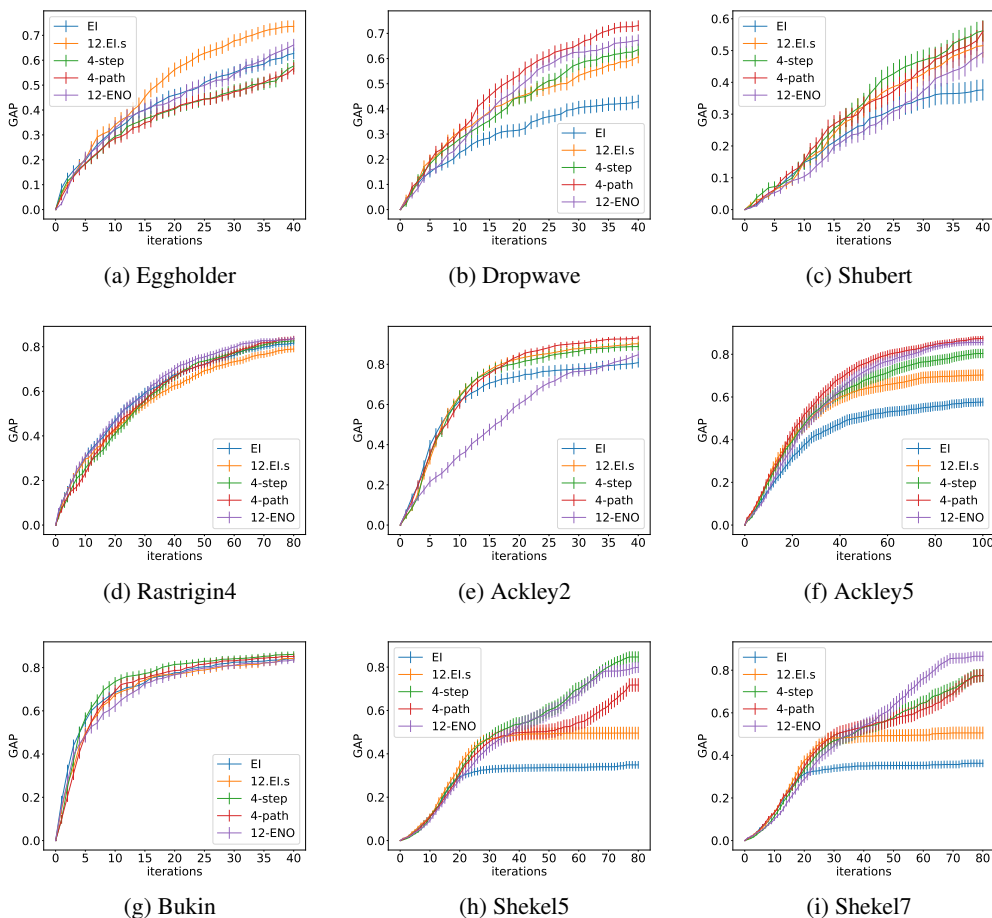 EI
12.EI.s
4-step
4-path
12-ENO
GAP
0.0
0.1
0.2
0.3
0.4
0.5
0.6
0.7
0 5 10 15 20 25 30 35 40
iterations
(a) Eggholder
EI
12.EI.s
4-step
4-path
12-ENO
GAP
0.0
0.1
0.2
0.3
0.4
0.5
0.6
0.7
0 5 10 15 20 25 30 35 40
iterations
(b) Dropwave
EI
12.EI.s
4-step
4-path
12-ENO
GAP
0.0
0.1
0.2
0.3
0.4
0.5
0.6
0 5 10 15 20 25 30 35 40
iterations
(c) Shubert
EI
12.EI.s
4-step
4-path
12-ENO
GAP
0.0
0.2
0.4
0.6
0.8
0 10 20 30 40 50 60 70 80
iterations
(d) Rastrigin4
EI
12.EI.s
4-step
4-path
12-ENO
GAP
0.0
0.2
0.4
0.6
0.8
0 5 10 15 20 25 30 35 40
iterations
(e) Ackley2
EI
12.EI.s
4-step
4-path
12-ENO
GAP
0.0
0.2
0.4
0.6
0.8
0 20 40 60 80 100
iterations
(f) Ackley5
EI
12.EI.s
4-step
4-path
12-ENO
GAP
0.0
0.2
0.4
0.6
0.8
0 5 10 15 20 25 30 35 40
iterations
(g) Bukin
EI
12.EI.s
4-step
4-path
12-ENO
GAP
0.0
0.2
0.4
0.6
0.8
0 10 20 30 40 50 60 70 80
iterations
(h) Shekel5
EI
12.EI.s
4-step
4-path
12-ENO
GAP
0.0
0.2
0.4
0.6
0.8
0 10 20 30 40 50 60 70 80
iterations
(i) Shekel7